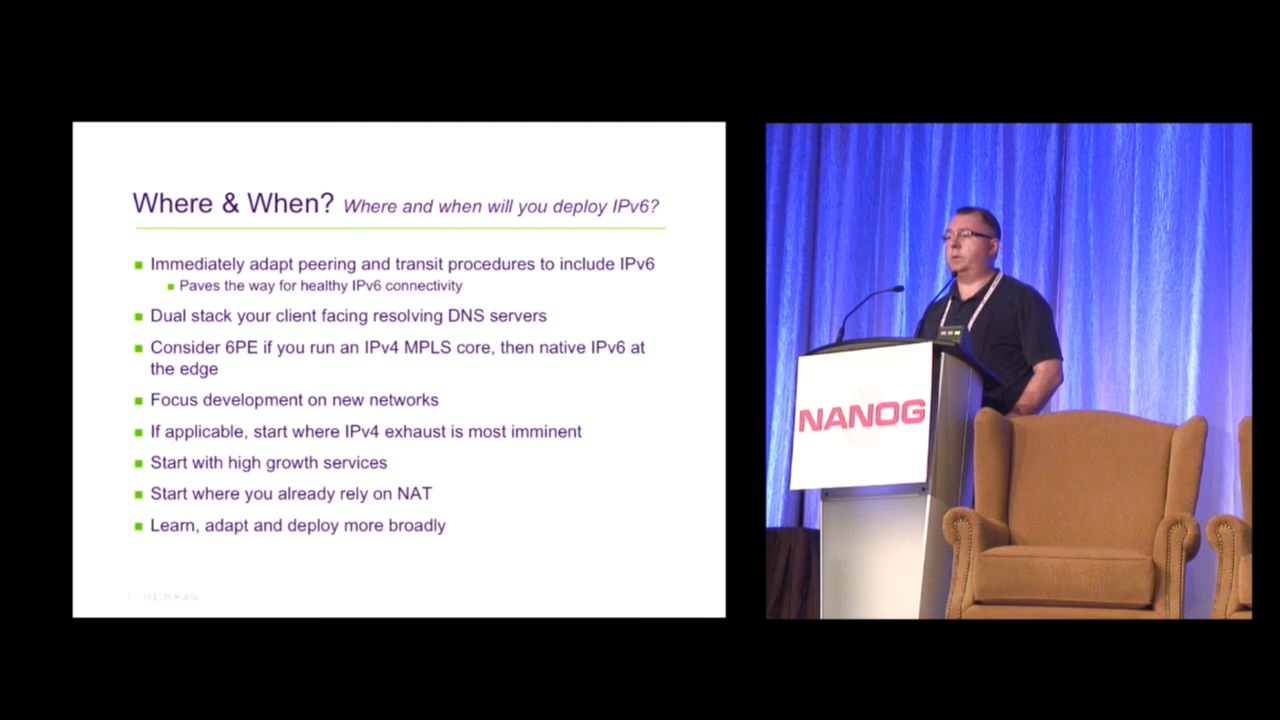 Where & When? Where and when will you deploy IPv6?
Immediately adapt peering and transit procedures to include IPv6
Paves the way for healthy IPv6 connectivity
Dual stack your client facing resolving DNS servers
Consider 6PE if you run an IPv4 MPLS core, then native IPv6 at
the edge
Focus development on new networks
If applicable, start where IPv4 exhaust is most imminent
Start with high growth services
Start where you already rely on NAT
Learn, adapt and deploy more broadly
TELUS Public
NANOG